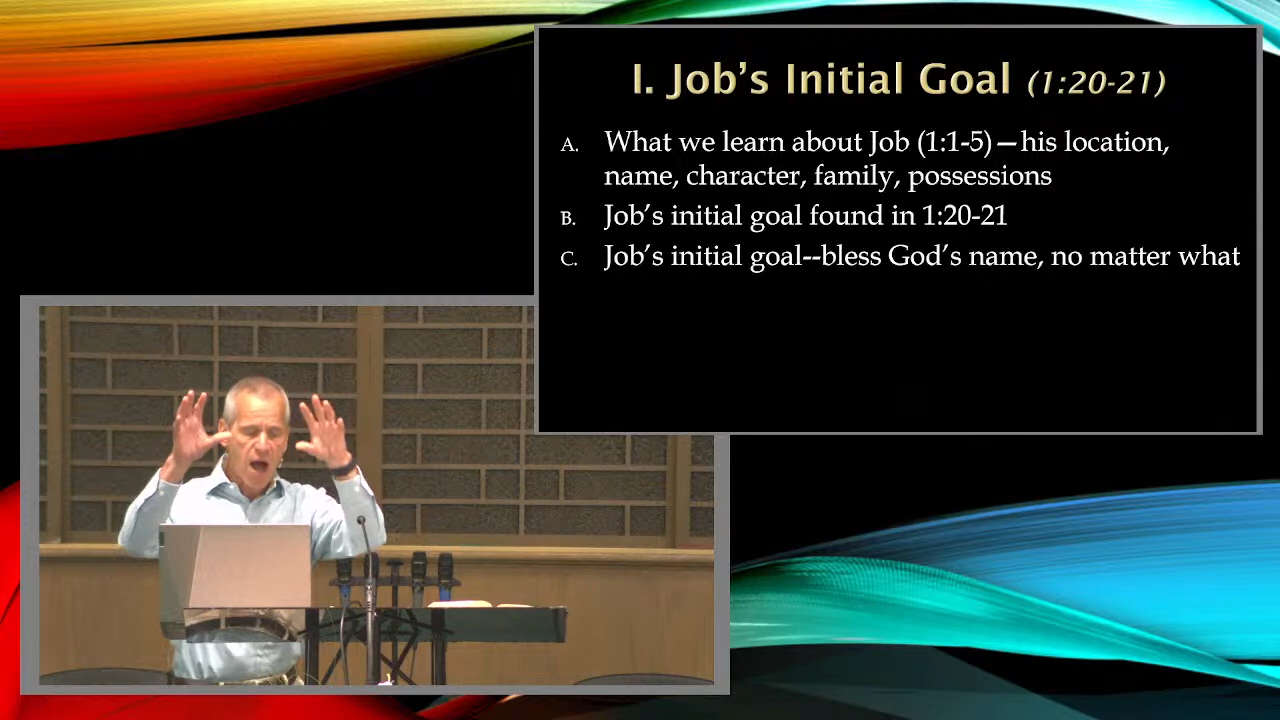 I. Job’s Initial Goal (1:20-21)
A. What we learn about Job (1:1-5)—his location,
name, character, family, possessions
B. Job’s initial goal found in 1:20-21
C. Job’s initial goal--bless God’s name, no matter what